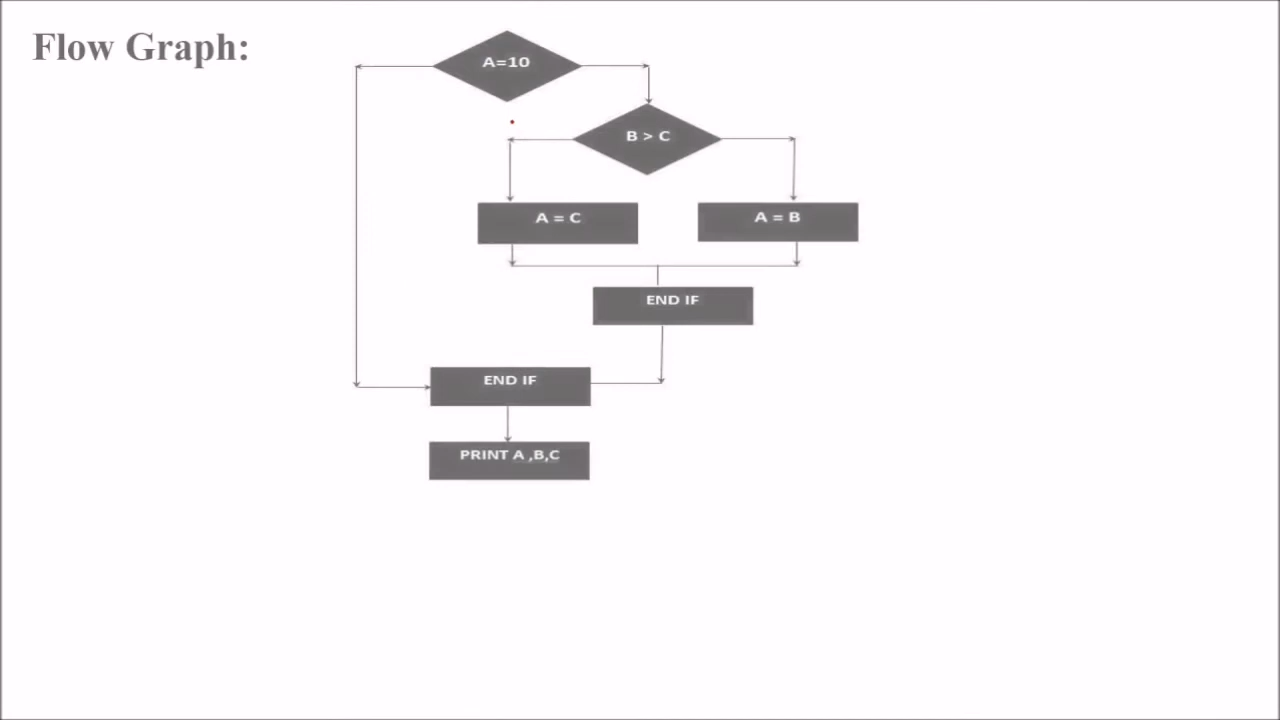 Flow Graph:
A=10
B > C
A = C
A = B
END IF
END IF
PRINT A ,B,C